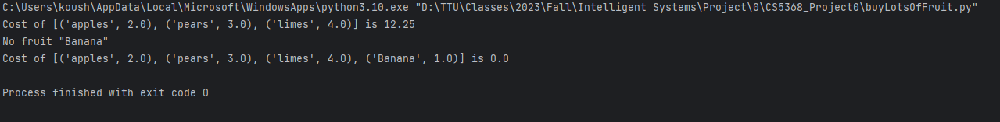 C:\Users\koush\AppData\Local\Microsoft\WindowsApps\python3.10.exe "D:\TTU\Classes\2023\Fall\Intelligent Systems\Project\0\CS5368_Project0\buyLotsOfFruit.py"
Cost of [('apples', 2.0), ('pears', 3.0), ('limes', 4.0)] is 12.25
No fruit "Banana"
Cost of [('apples', 2.0), ('pears', 3.0), ('limes', 4.0), ('Banana', 1.0)] is 0.0
Process finished with exit code 0